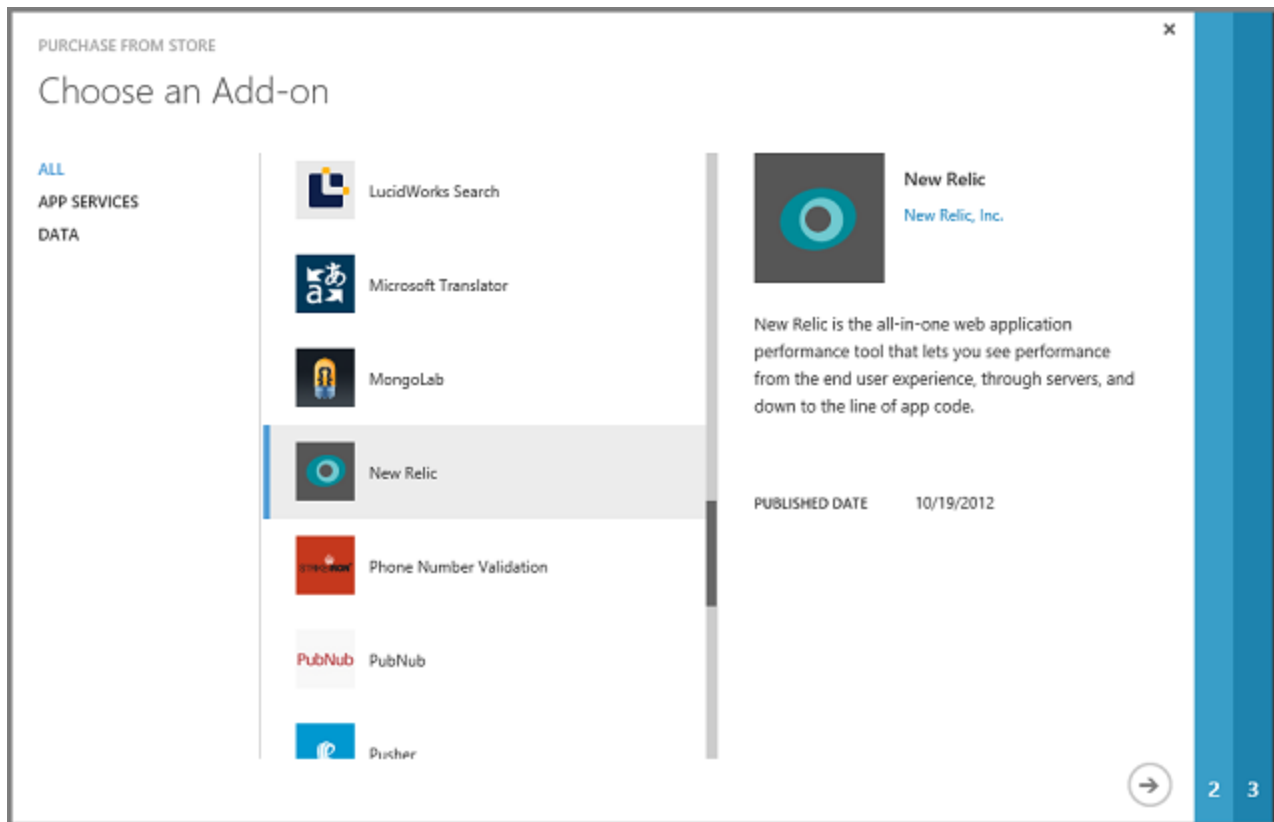 PURCHASE FROM STORE
Choose an Add-on
ALL
APP SERVICES
DATA
LucidWorks Search
あ
a
Microsoft Translator
MongoLab
New Relic
Phone Number Validation
PubNub
PubNub
Pusher
New Relic
New Relic, Inc.
New Relic is the all-in-one web application
performance tool that lets you see performance
from the end user experience, through servers, and
down to the line of app code.
PUBLISHED DATE 10/19/2012
2 3